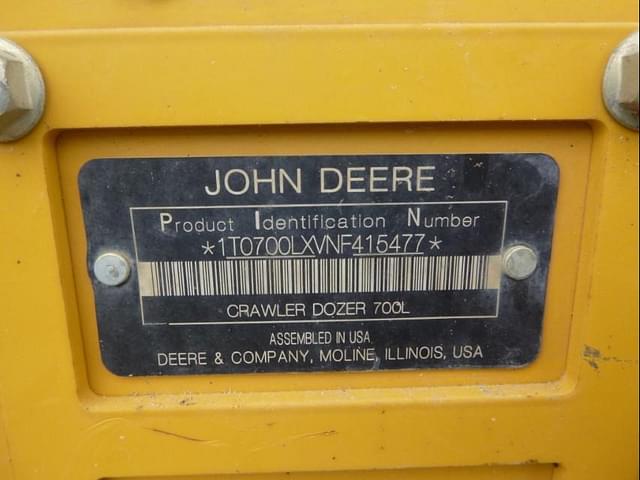 JOHN DEERE
Product Identification Number
*1T0700LXVNF415477*
CRAWLER DOZER 700L
ASSEMBLED IN USA
DEERE & COMPANY, MOLINE, ILLINOIS, USA